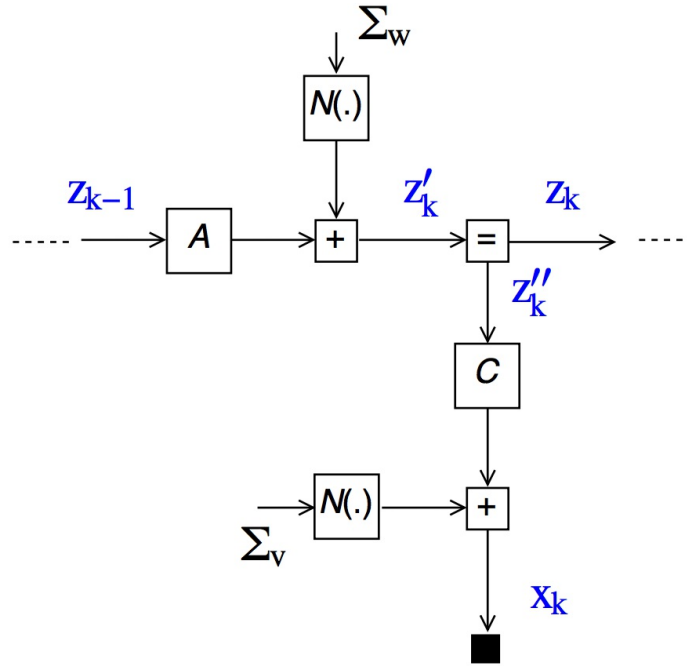 Σw
N(.)
zk−1 z′k zk
A + =
z′′k
C
N(.) +
Σv
xk